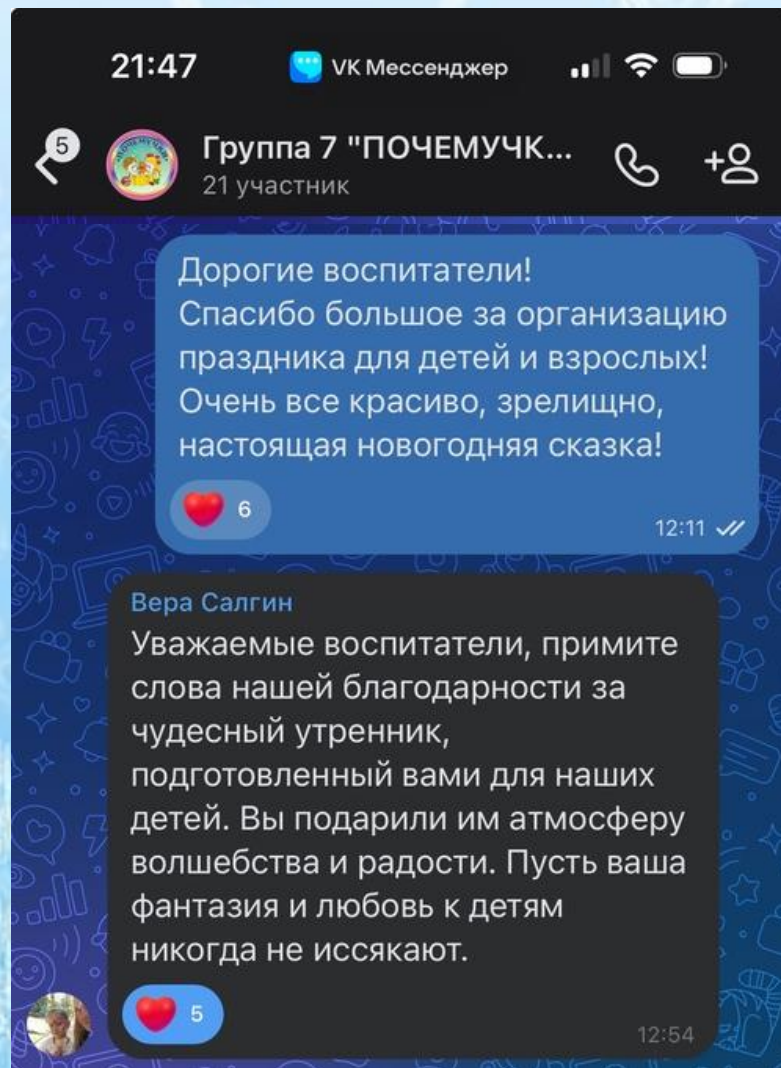 21:47
VK Мессенджер
5
Группа 7 "ПОЧЕМУЧК...
21 участник
Дорогие воспитатели!
Спасибо большое за организацию
праздника для детей и взрослых!
Очень все красиво, зрелищно,
настоящая новогодняя сказка!
6
12:11
Вера Салгин
Уважаемые воспитатели, примите
слова нашей благодарности за
чудесный утренник,
подготовленный вами для наших
детей. Вы подарили им атмосферу
волшебства и радости. Пусть ваша
фантазия и любовь к детям
никогда не иссякают.
5
12:54